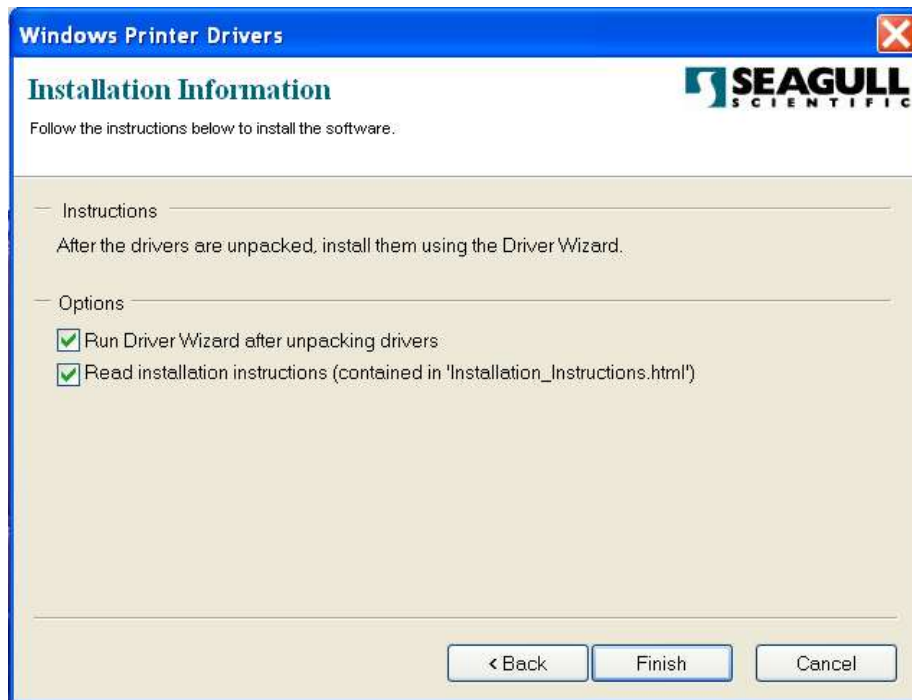 Windows Printer Drivers
Installation Information
SEAGULL
SCIENTIFIC
Follow the instructions below to install the software.
Instructions
After the drivers are unpacked, install them using the Driver Wizard.
Options
Run Driver Wizard after unpacking drivers
Read installation instructions (contained in 'Installation_Instructions.html')
< Back
Finish
Cancel